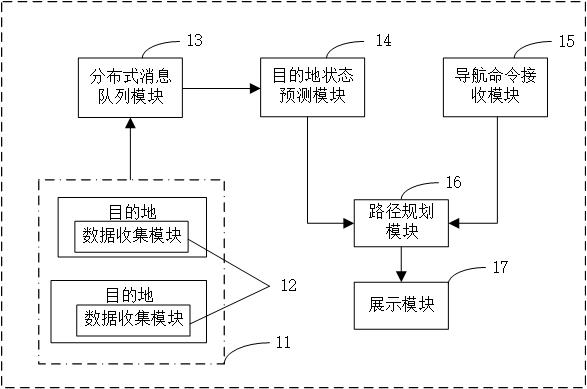 13
14
15
分布式消息
队列模块
目的地状态
预测模块
导航命令接
收模块
16
路径规划
模块
目的地
数据收集模块
12
目的地
数据收集模块
17
展示模块
11